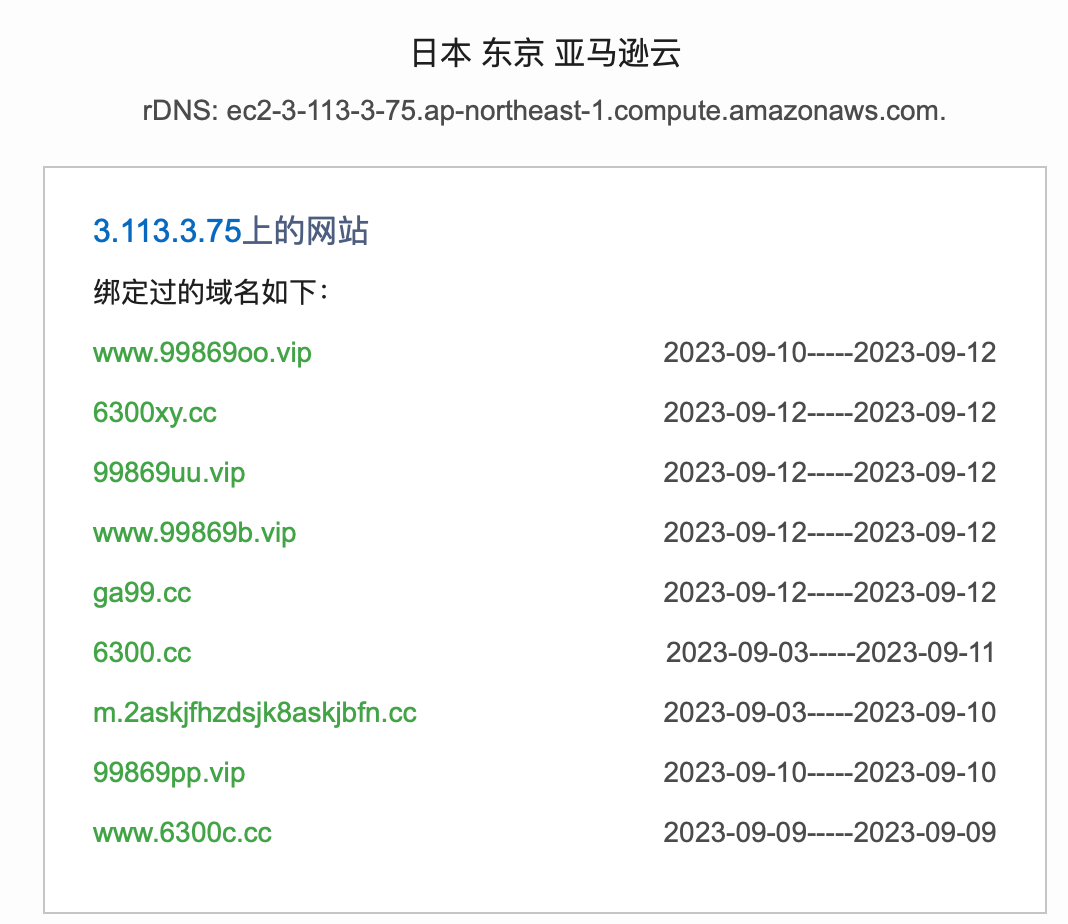 日本 东京 亚马逊云
rDNS: ec2-3-113-3-75.ap-northeast-1.compute.amazonaws.com.
3.113.3.75上的网站
绑定过的域名如下：
www.99869oo.vip 2023-09-10-----2023-09-12
6300xy.cc 2023-09-12-----2023-09-12
99869uu.vip 2023-09-12-----2023-09-12
www.99869b.vip 2023-09-12-----2023-09-12
ga99.cc 2023-09-12-----2023-09-12
6300.cc 2023-09-03-----2023-09-11
m.2askjfhzdsjk8askjbfn.cc 2023-09-03-----2023-09-10
99869pp.vip 2023-09-10-----2023-09-10
www.6300c.cc 2023-09-09-----2023-09-09